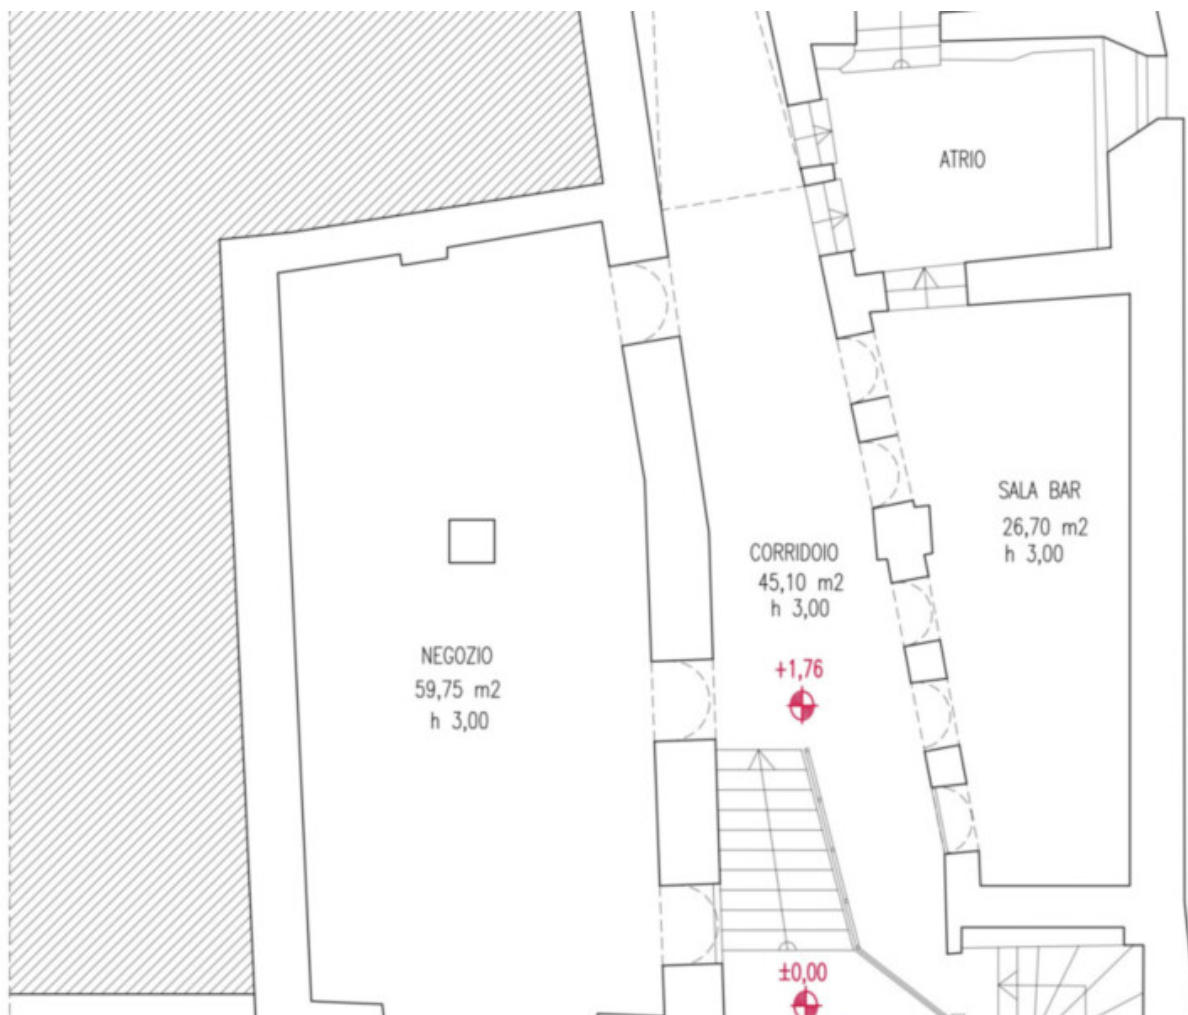 ATRIO
SALA BAR
26,70 m2
h 3,00
CORRIDOIO
45,10 m2
h 3,00
NEGOZIO
59,75 m2
h 3,00
+1,76
±0,00